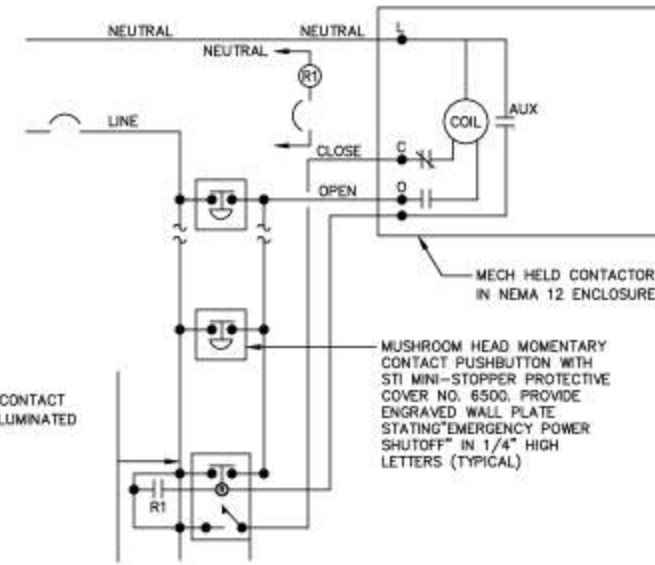 NEUTRAL
NEUTRAL
L
NEUTRAL
R1
AUX
COIL
LINE
CLOSE
C
OPEN
O
MECH HELD CONTACTOR
IN NEMA 12 ENCLOSURE
MUSHROOM HEAD MOMENTARY
CONTACT PUSHBUTTON WITH
STI MINI-STOPPER PROTECTIVE
COVER NO. 6500. PROVIDE
ENGRAVED WALL PLATE
STATING"EMERGENCY POWER
SHUTOFF" IN 1/4" HIGH
LETTERS (TYPICAL)
CONTACT
LUMINATED
R1